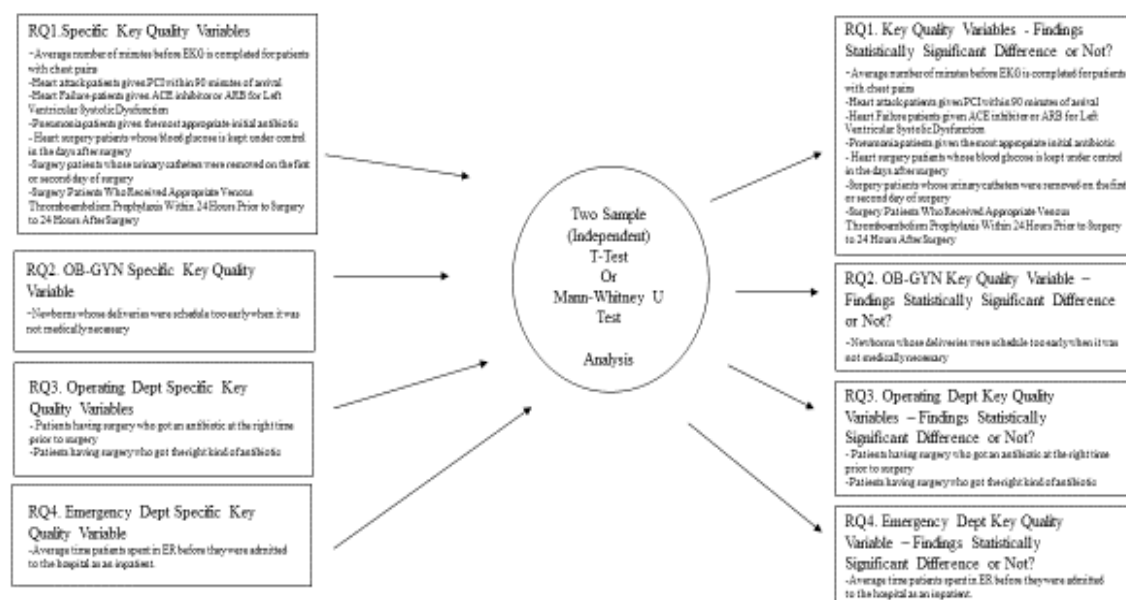 RQ1.Specific Key Quality Variables
-Average number of minutes before EKG is completed for patients
with chest pains
-Heart attack patients given PCI within 90 minutes of arrival
-Heart Failure patients given ACE inhibitor or ARB for Left
Ventricular Systolic Dysfunction
-Pneumonia patients given the most appropriate initial antibiotic
- Heart surgery patients whose blood glucose is kept under control
in the days after surgery
-Surgery patients whose urinary catheters were removed on the first
or second day of surgery
-Surgery Patients Who Received Appropriate Venous
Thromboembolism Prophylaxis Within 24 Hours Prior to Surgery
to 24 Hours After Surgery
RQ2. OB-GYN Specific Key Quality
Variable
-Newborns whose deliveries were schedule too early when it was
not medically necessary
RQ3. Operating Dept Specific Key
Quality Variables
- Patients having surgery who got an antibiotic at the right time
prior to surgery
-Patients having surgery who got the right kind of antibiotic
RQ4. Emergency Dept Specific Key
Quality Variable
-Average time patients spent in ER before they were admitted
to the hospital as an inpatient.
Two Sample
(Independent)
T-Test
Or
Mann-Whitney U
Test
Analysis
RQ1. Key Quality Variables - Findings
Statistically Significant Difference or Not?
-Average number of minutes before EKG is completed for patients
with chest pains
-Heart attack patients given PCI within 90 minutes of arrival
-Heart Failure patients given ACE inhibitor or ARB for Left
Ventricular Systolic Dysfunction
-Pneumonia patients given the most appropriate initial antibiotic
- Heart surgery patients whose blood glucose is kept under control
in the days after surgery
-Surgery patients whose urinary catheters were removed on the first
or second day of surgery
-Surgery Patients Who Received Appropriate Venous
Thromboembolism Prophylaxis Within 24 Hours Prior to Surgery
to 24 Hours After Surgery
RQ2. OB-GYN Key Quality Variable –
Findings Statistically Significant Difference
or Not?
-Newborns whose deliveries were schedule too early when it was
not medically necessary
RQ3. Operating Dept Key Quality
Variables – Findings Statistically
Significant Difference or Not?
- Patients having surgery who got an antibiotic at the right time
prior to surgery
-Patients having surgery who got the right kind of antibiotic
RQ4. Emergency Dept Key Quality
Variable – Findings Statistically
Significant Difference or Not?
-Average time patients spent in ER before they were admitted
to the hospital as an inpatient.